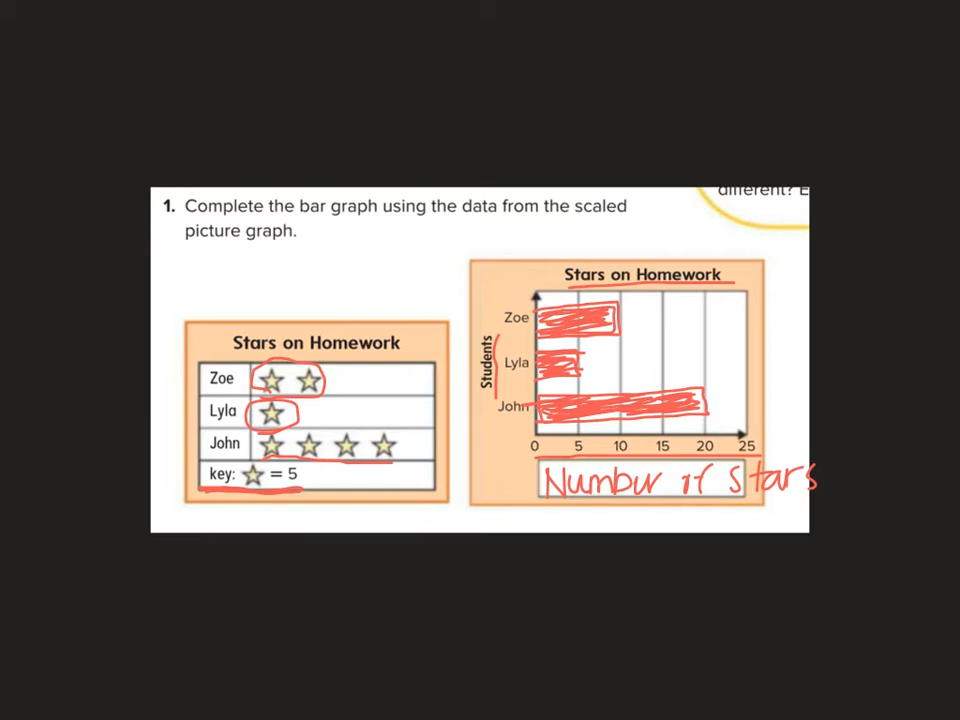 different? E
1. Complete the bar graph using the data from the scaled
picture graph.
Stars on Homework
Zoe
Lyla
John
key: = 5
Stars on Homework
Students
Zoe
Lyla
John
0 5 10 15 20 25
Number of Stars